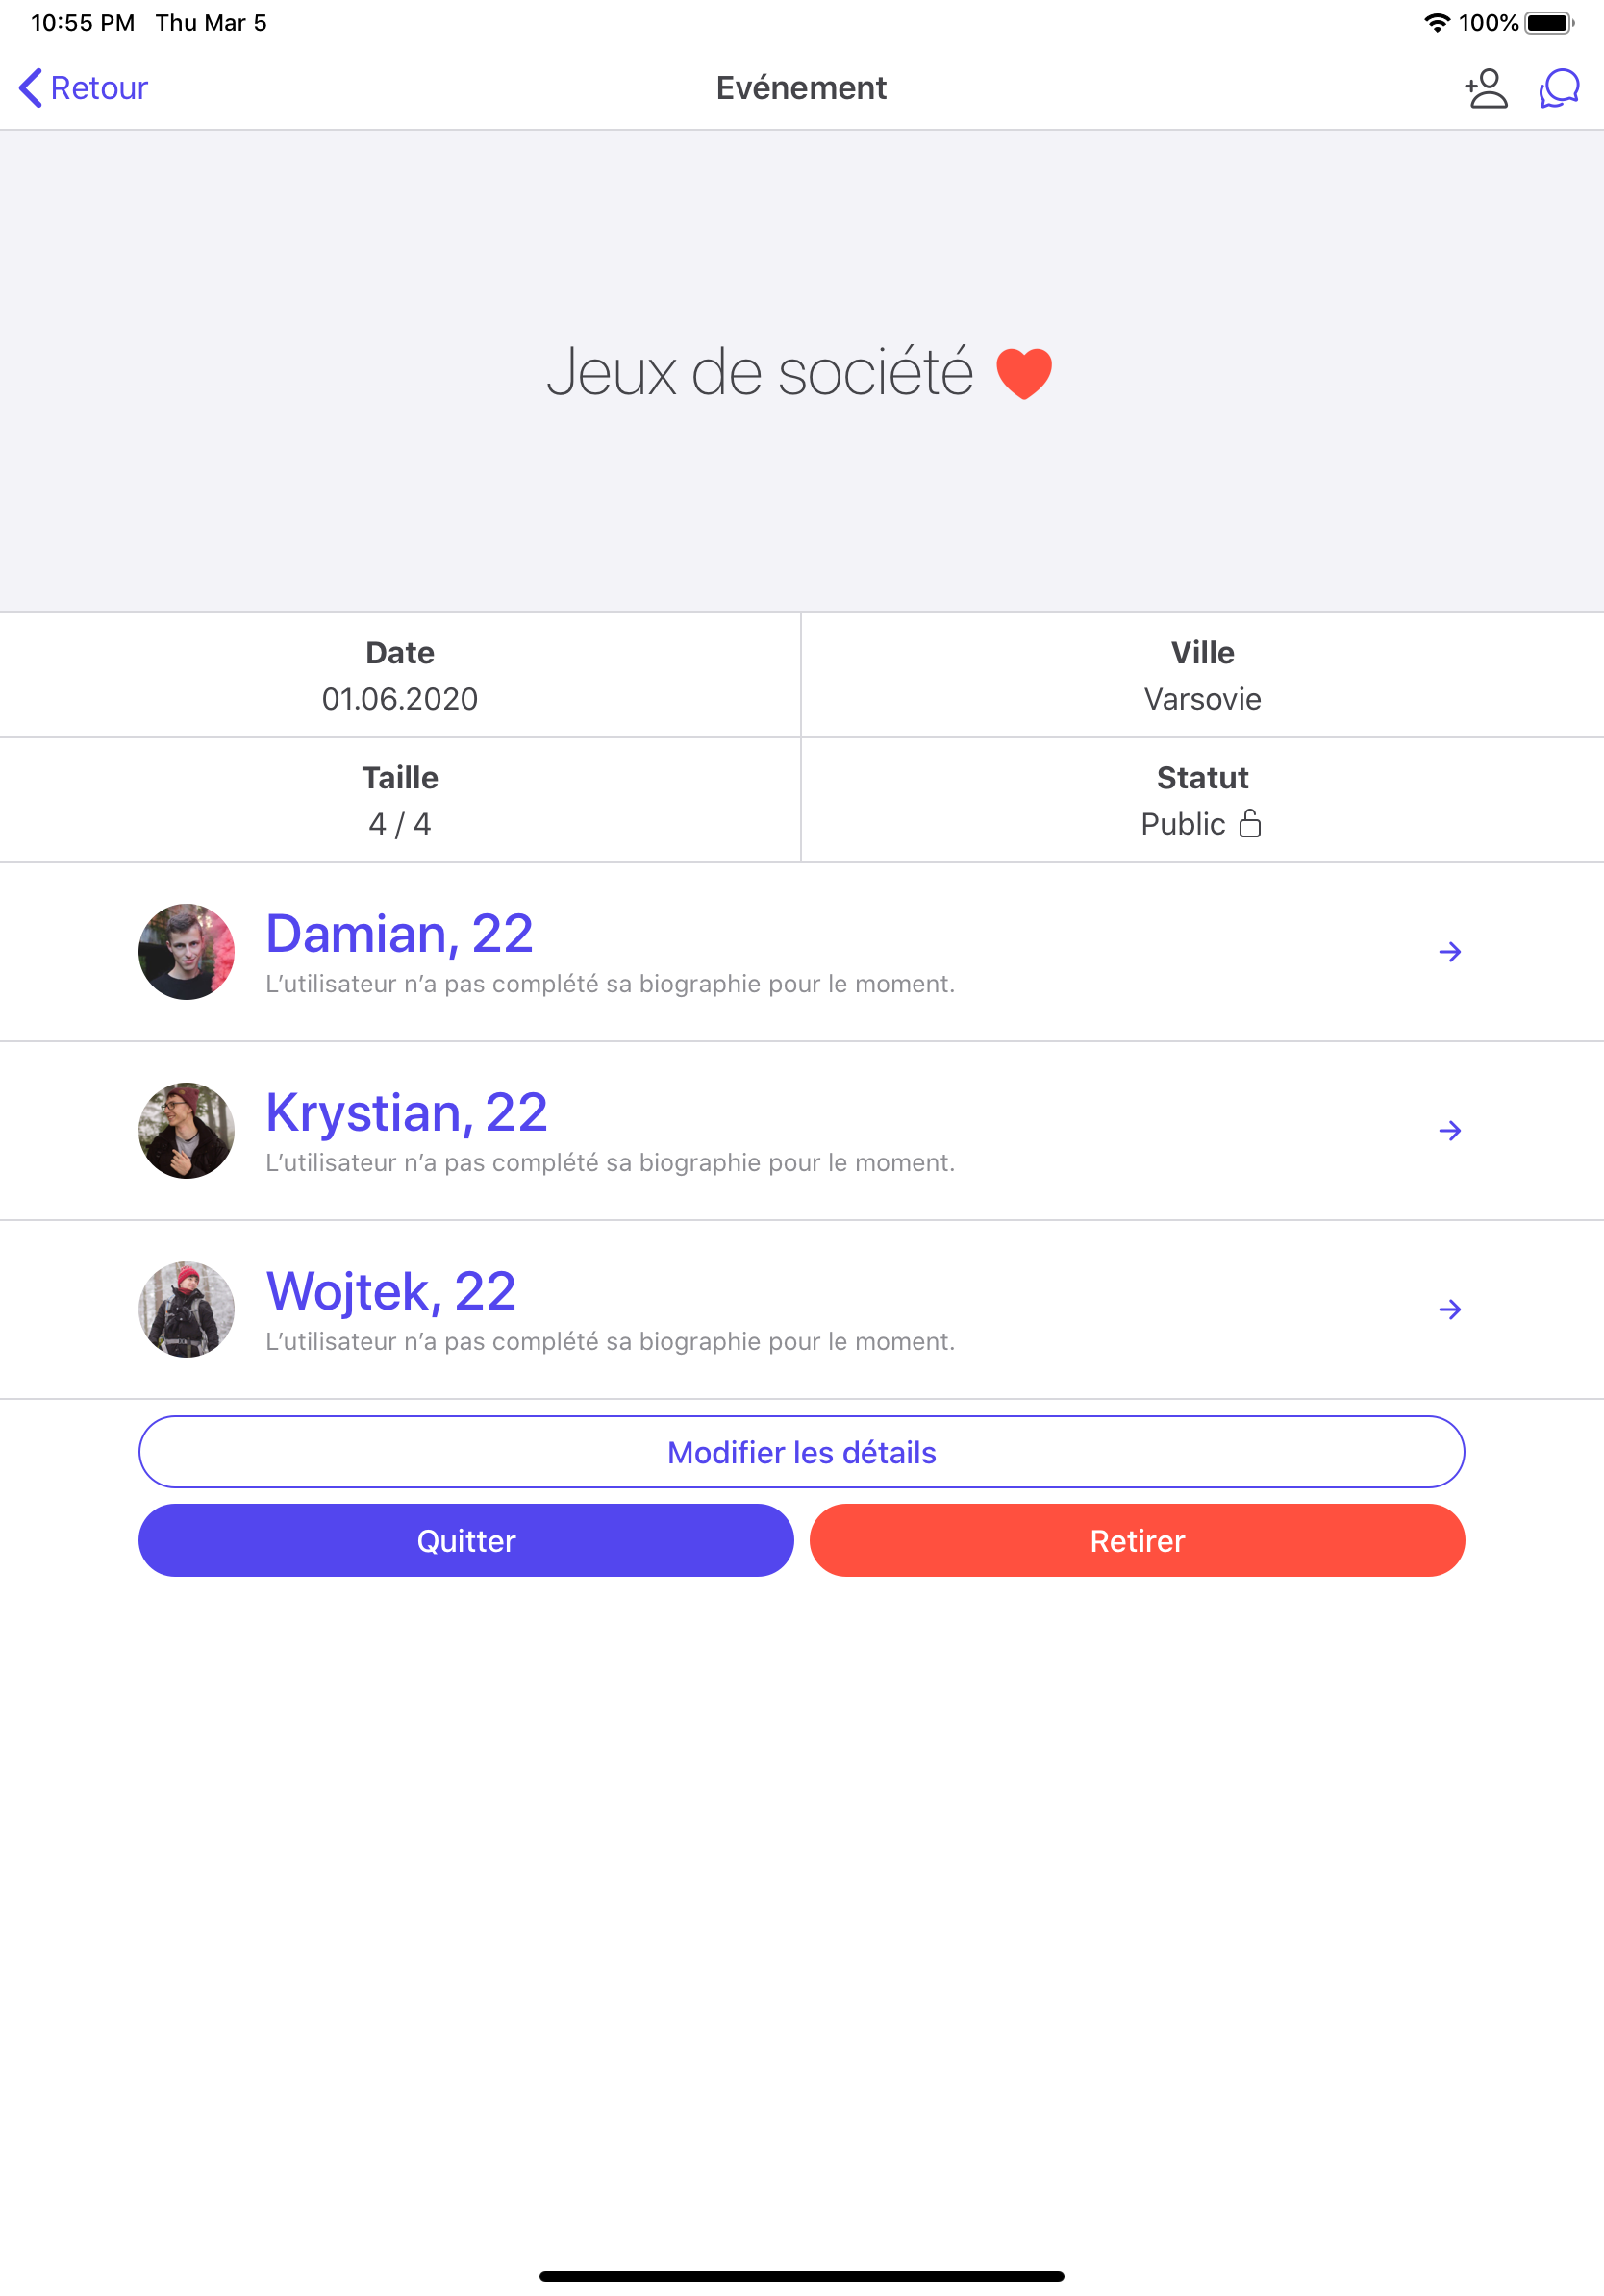 10:55 PM Thu Mar 5 100%
Retour Evénement
Jeux de société
Date
01.06.2020
Ville
Varsovie
Taille
4 / 4
Statut
Public
Damian, 22
L’utilisateur n’a pas complété sa biographie pour le moment.
Krystian, 22
L’utilisateur n’a pas complété sa biographie pour le moment.
Wojtek, 22
L’utilisateur n’a pas complété sa biographie pour le moment.
Modifier les détails
Quitter Retirer